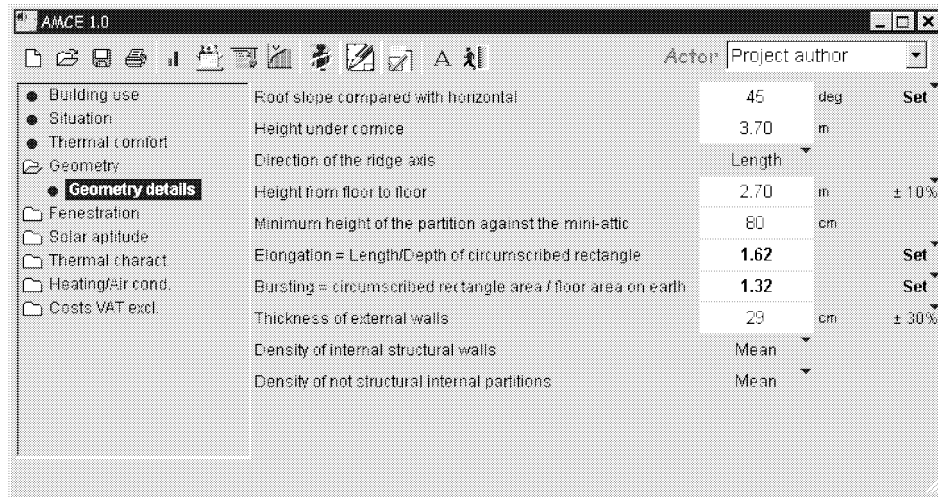 AMCE 1.0
A
Actor: Project author
Building use
Situation
Thermal comfort
Geometry
Geometry details
Fenestration
Solar aptitude
Thermal charact.
Heating/Air cond.
Costs VAT excl.
Roof slope compared with horizontal 45 deg Set
Height under cornice 3.70 m
Direction of the ridge axis Length
Height from floor to floor 2.70 m ± 10%
Minimum height of the partition against the mini-attic 80 cm
Elongation = Length/Depth of circumscribed rectangle 1.62 Set
Bursting = circumscribed rectangle area / floor area on earth 1.32 Set
Thickness of external walls 29 cm ± 30%
Density of internal structural walls Mean
Density of not structural internal partitions Mean